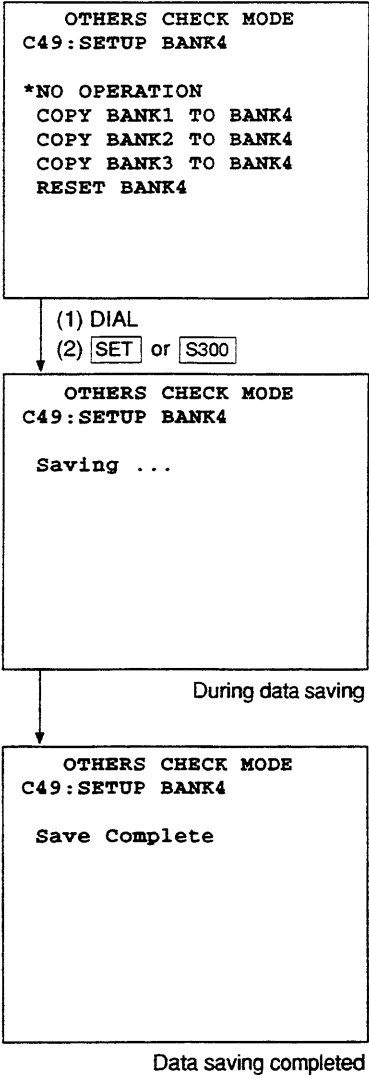 OTHERS CHECK MODE
C49:SETUP BANK4
*NO OPERATION
COPY BANK1 TO BANK4
COPY BANK2 TO BANK4
COPY BANK3 TO BANK4
RESET BANK4
(1) DIAL
(2) SET or S300
OTHERS CHECK MODE
C49:SETUP BANK4
Saving ...
During data saving
OTHERS CHECK MODE
C49:SETUP BANK4
Save Complete
Data saving completed